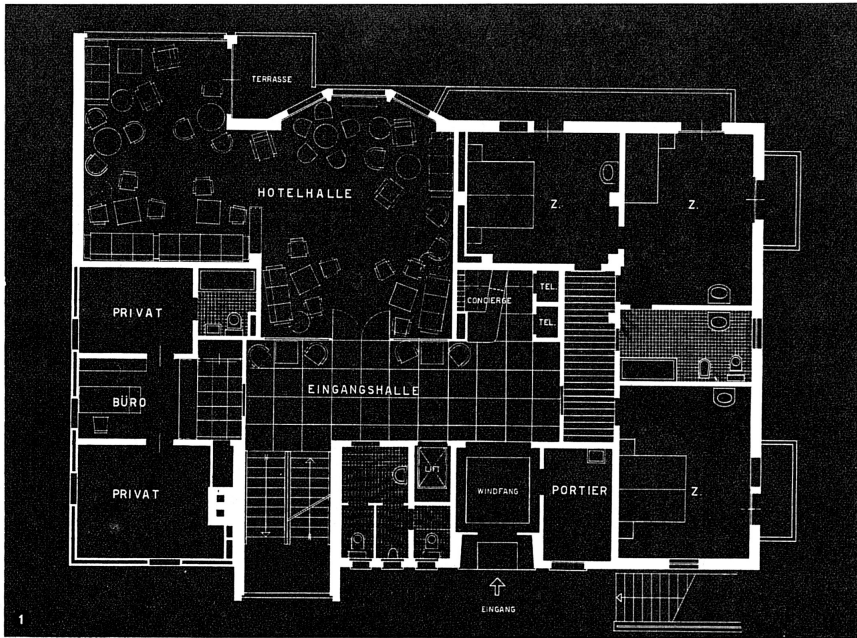 TERRASSE
HOTELHALLE
Z.
Z.
PRIVAT
CONCIERGE
TEL.
TEL.
EINGANGSHALLE
BÜRO
PRIVAT
LIFT
WINDFANG
PORTIER
Z.
EINGANG
1